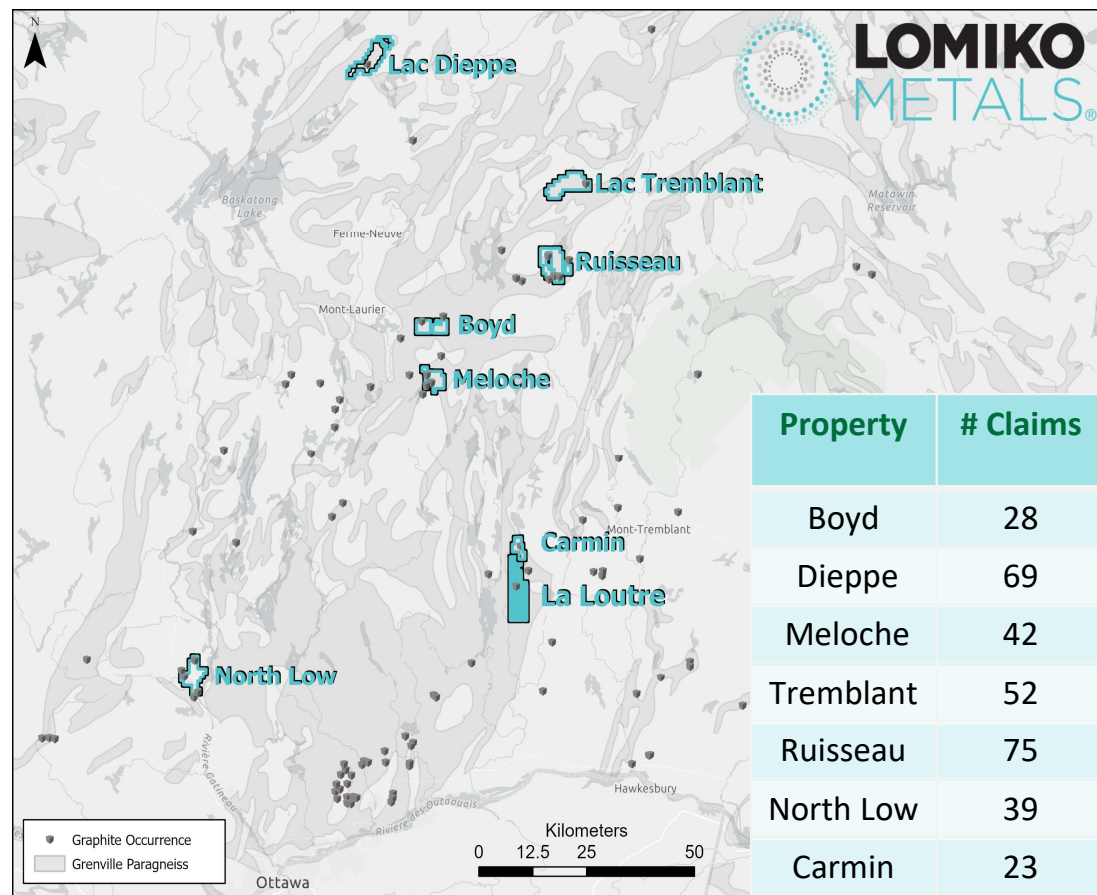 N
LOMIKO
METALS®
Lac Dieppe
Baskatong
Lake
Lac Tremblant
Matawin
Reservoir
Ferme-Neuve
Ruisseau
Mont-Laurier
Boyd
Meloche
Property # Claims
Boyd 28
Dieppe 69
Meloche 42
Tremblant 52
Ruisseau 75
North Low 39
Carmin 23
Mont-Tremblant
Carmin
La Loutre
North Low
Rivière Gatineau
Rivière des Outaouais
Hawkesbury
Graphite Occurrence
Grenville Paragneiss
Ottawa
Kilometers
0 12.5 25 50